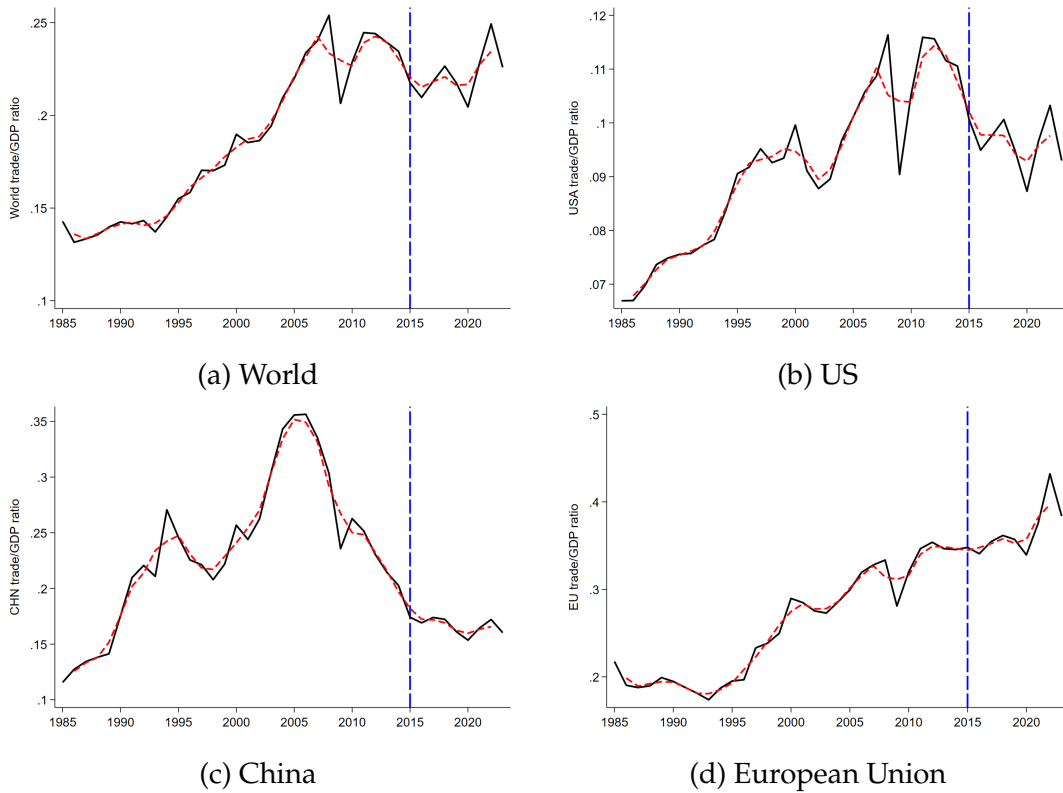 World trade/GDP ratio
.25
.2
.15
.1
1985 1990 1995 2000 2005 2010 2015 2020
(a) World
USA trade/GDP ratio
.12
.11
.1
.09
.08
.07
1985 1990 1995 2000 2005 2010 2015 2020
(b) US
CHN trade/GDP ratio
.35
.3
.25
.2
.15
.1
1985 1990 1995 2000 2005 2010 2015 2020
(c) China
EU trade/GDP ratio
.5
.4
.3
.2
1985 1990 1995 2000 2005 2010 2015 2020
(d) European Union